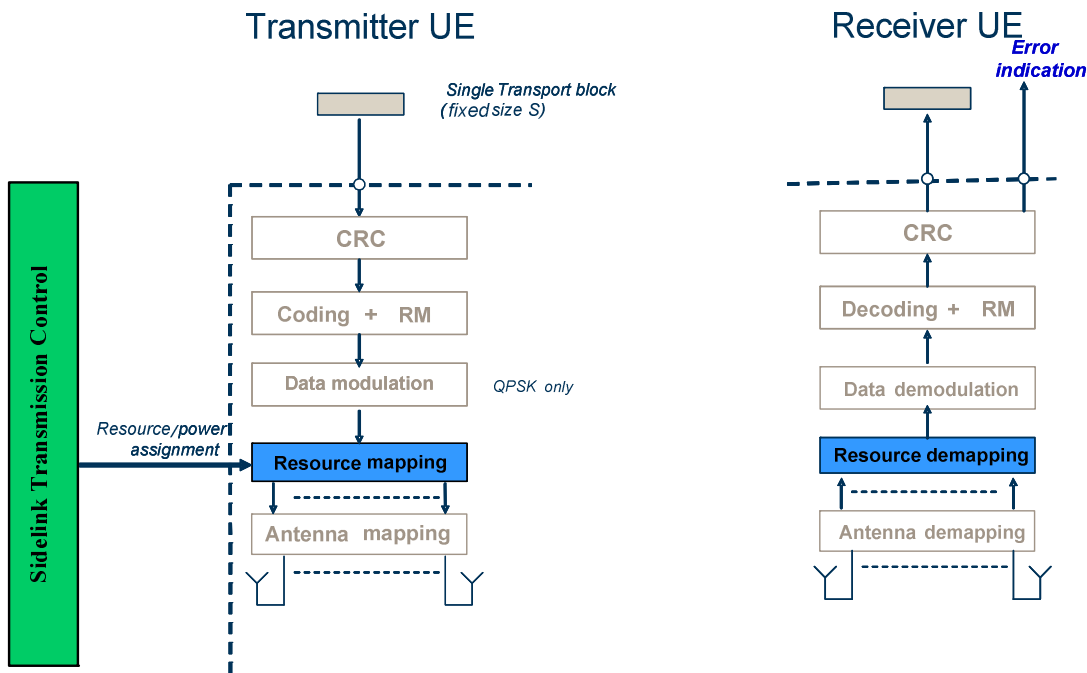 Transmitter UE
Receiver UE
Error
indication
Single Transport block
(fixed size S)
CRC
CRC
Coding + RM
Decoding + RM
Data modulation
QPSK only
Data demodulation
Resource/power
assignment
Resource mapping
Resource demapping
Antenna mapping
Antenna demapping
Sidelink Transmission Control